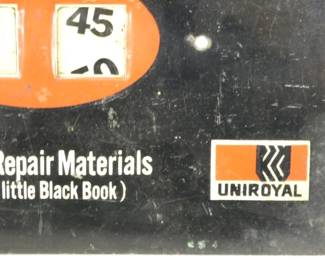 45
Repair Materials
little Black Book)
UNIROYAL